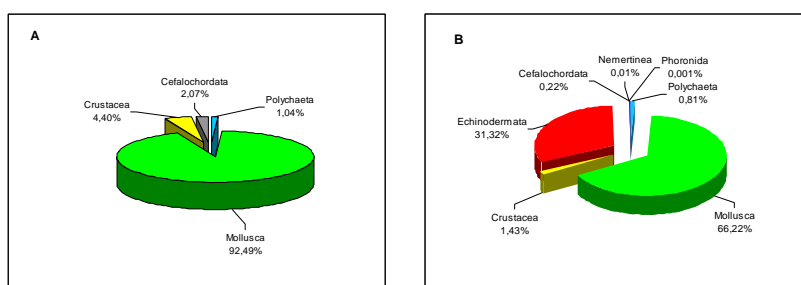 A
Cefalochordata
2,07%
Polychaeta
1,04%
Crustacea
4,40%
Mollusca
92,49%
B
Nemertinea
0,01%
Phoronida
0,001%
Cefalochordata
0,22%
Polychaeta
0,81%
Echinodermata
31,32%
Crustacea
1,43%
Mollusca
66,22%